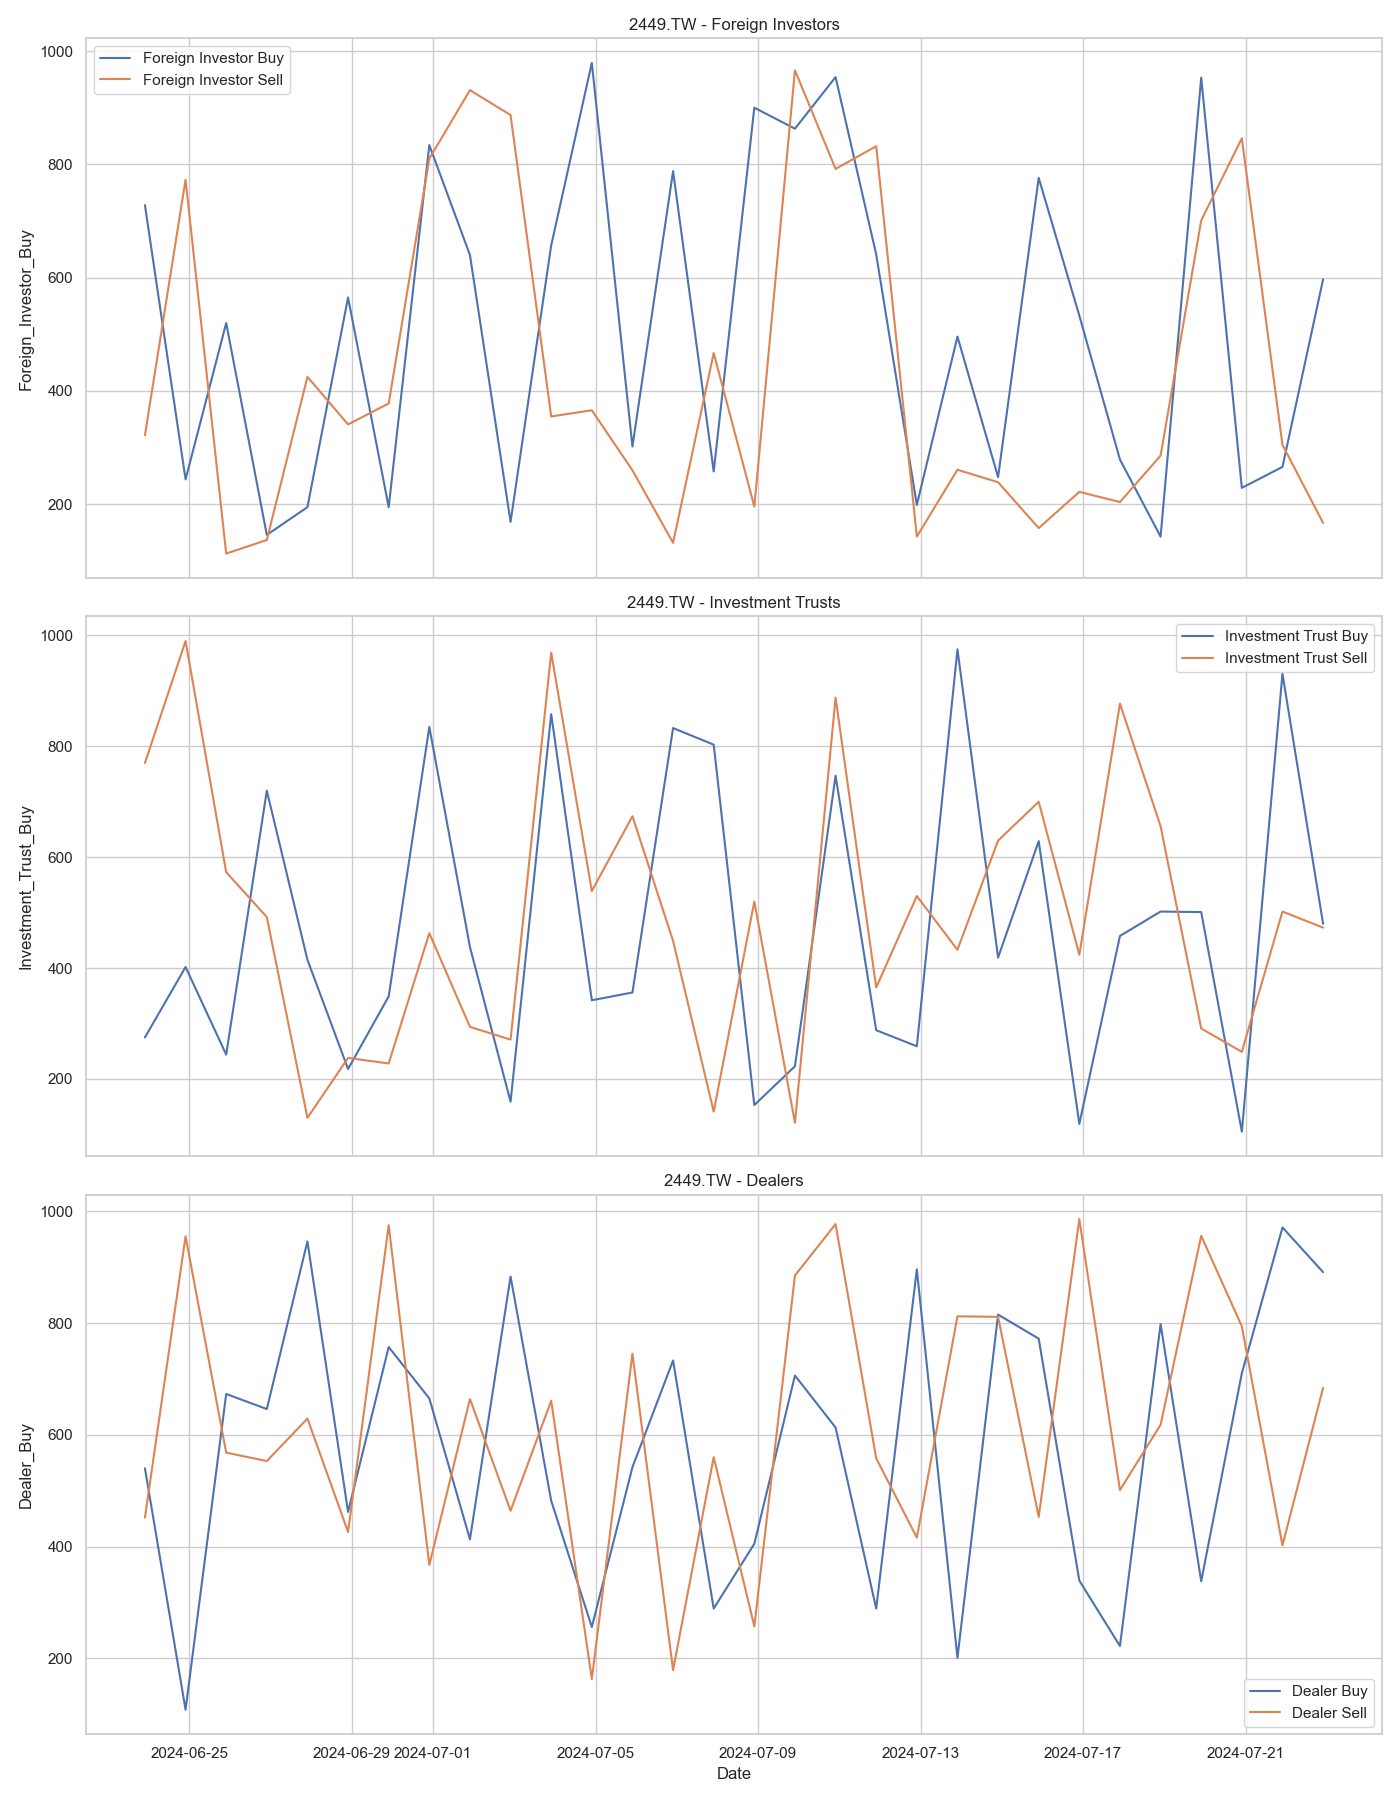 2449.TW - Foreign Investors
Foreign Investor Buy
Foreign Investor Sell
Foreign_Investor_Buy
1000
800
600
400
200
2449.TW - Investment Trusts
Investment Trust Buy
Investment Trust Sell
Investment_Trust_Buy
1000
800
600
400
200
2449.TW - Dealers
Dealer Buy
Dealer Sell
Dealer_Buy
1000
800
600
400
200
2024-06-25 2024-06-29 2024-07-01 2024-07-05 2024-07-09 2024-07-13 2024-07-17 2024-07-21
Date